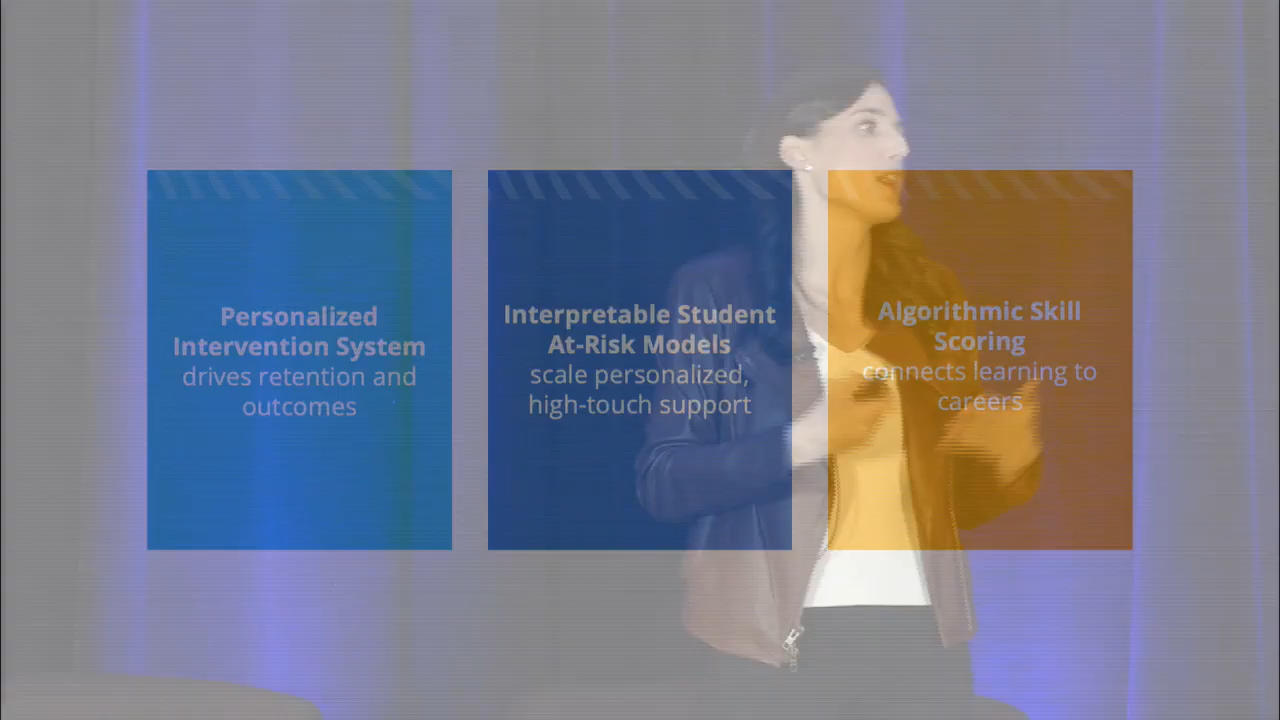 Personalized
Intervention System
drives retention and
outcomes
Interpretable Student
At-Risk Models
scale personalized,
high-touch support
Algorithmic Skill
Scoring
connects learning to
careers